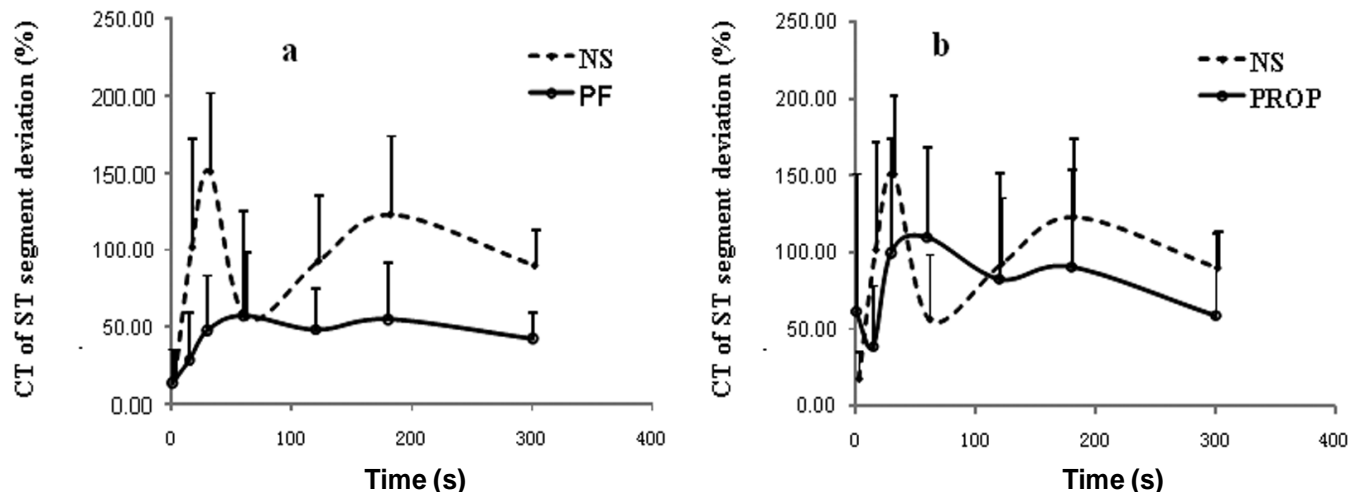 CT of ST segment deviation (%)
250.00
200.00
150.00
100.00
50.00
0.00
a
NS
PF
0 100 200 300 400
Time (s)
CT of ST segment deviation (%)
250.00
200.00
150.00
100.00
50.00
0.00
b
NS
PROP
0 100 200 300 400
Time (s)